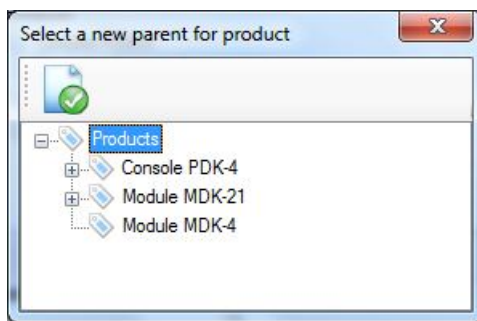 Select a new parent for product
Products
Console PDK-4
Module MDK-21
Module MDK-4